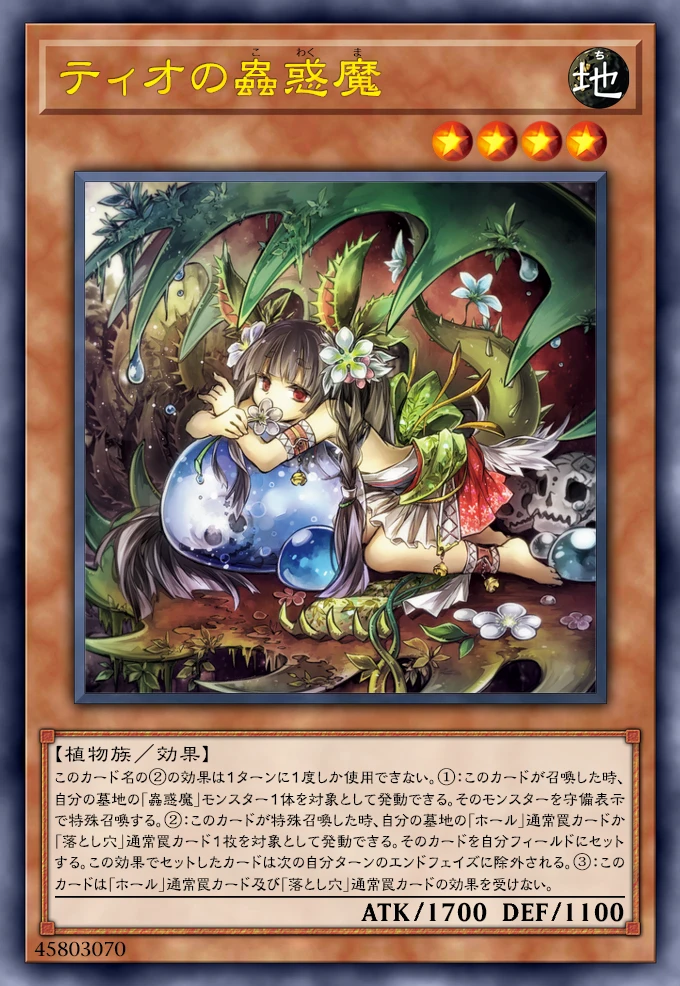 ティオの蟲惑魔
こ わく ま
地
ち
【植物族／効果】
このカード名の②の効果は１ターンに１度しか使用できない。①:このカードが召喚した時、
自分の墓地の「蟲惑魔」モンスター１体を対象として発動できる。そのモンスターを守備表示
で特殊召喚する。②:このカードが特殊召喚した時、自分の墓地の「ホール」通常罠カードか
「落とし穴」通常罠カード１枚を対象として発動できる。そのカードを自分フィールドにセット
する。この効果でセットしたカードは次の自分ターンのエンドフェイズに除外される。③:この
カードは「ホール」通常罠カード及び「落とし穴」通常罠カードの効果を受けない。
ATK/1700 DEF/1100
45803070